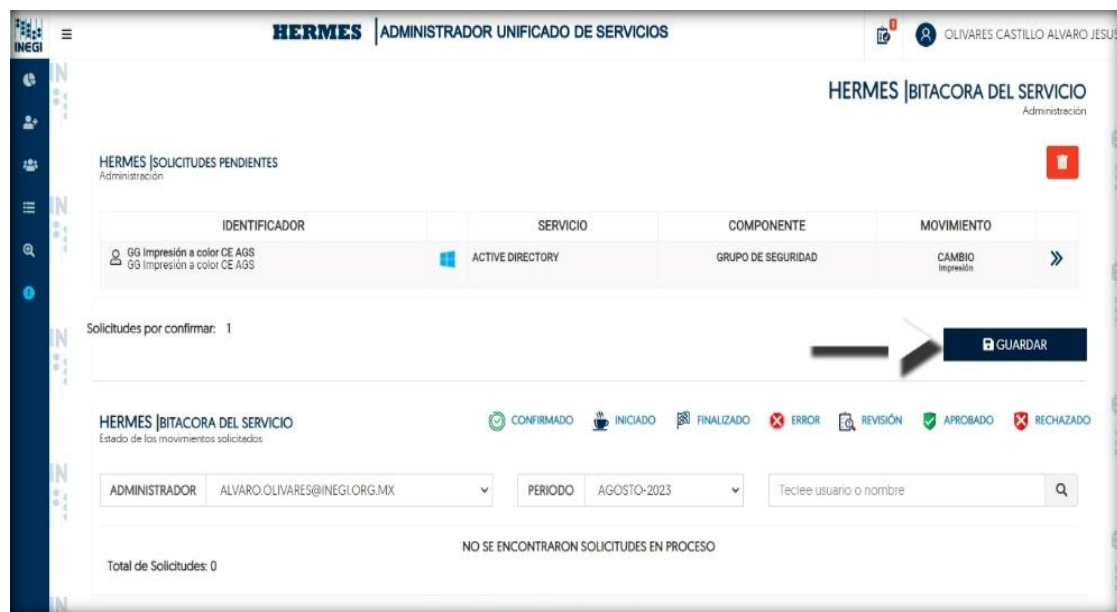 INEGI
HERMES | ADMINISTRADOR UNIFICADO DE SERVICIOS
1
OLIVARES CASTILLO ALVARO JESUS
HERMES |BITACORA DEL SERVICIO
Administración
HERMES |SOLICITUDES PENDIENTES
Administración
IDENTIFICADOR SERVICIO COMPONENTE MOVIMIENTO
GG Impresión a color CE AGS
GG Impresión a color CE AGS
ACTIVE DIRECTORY GRUPO DE SEGURIDAD CAMBIO
Impresión
Solicitudes por confirmar: 1
GUARDAR
HERMES |BITACORA DEL SERVICIO
Estado de los movimientos solicitados
CONFIRMADO INICIADO FINALIZADO ERROR REVISIÓN APROBADO RECHAZADO
ADMINISTRADOR ALVARO.OLIVARES@INEGI.ORG.MX PERIODO AGOSTO-2023 Teclee usuario o nombre
NO SE ENCONTRARON SOLICITUDES EN PROCESO
Total de Solicitudes: 0